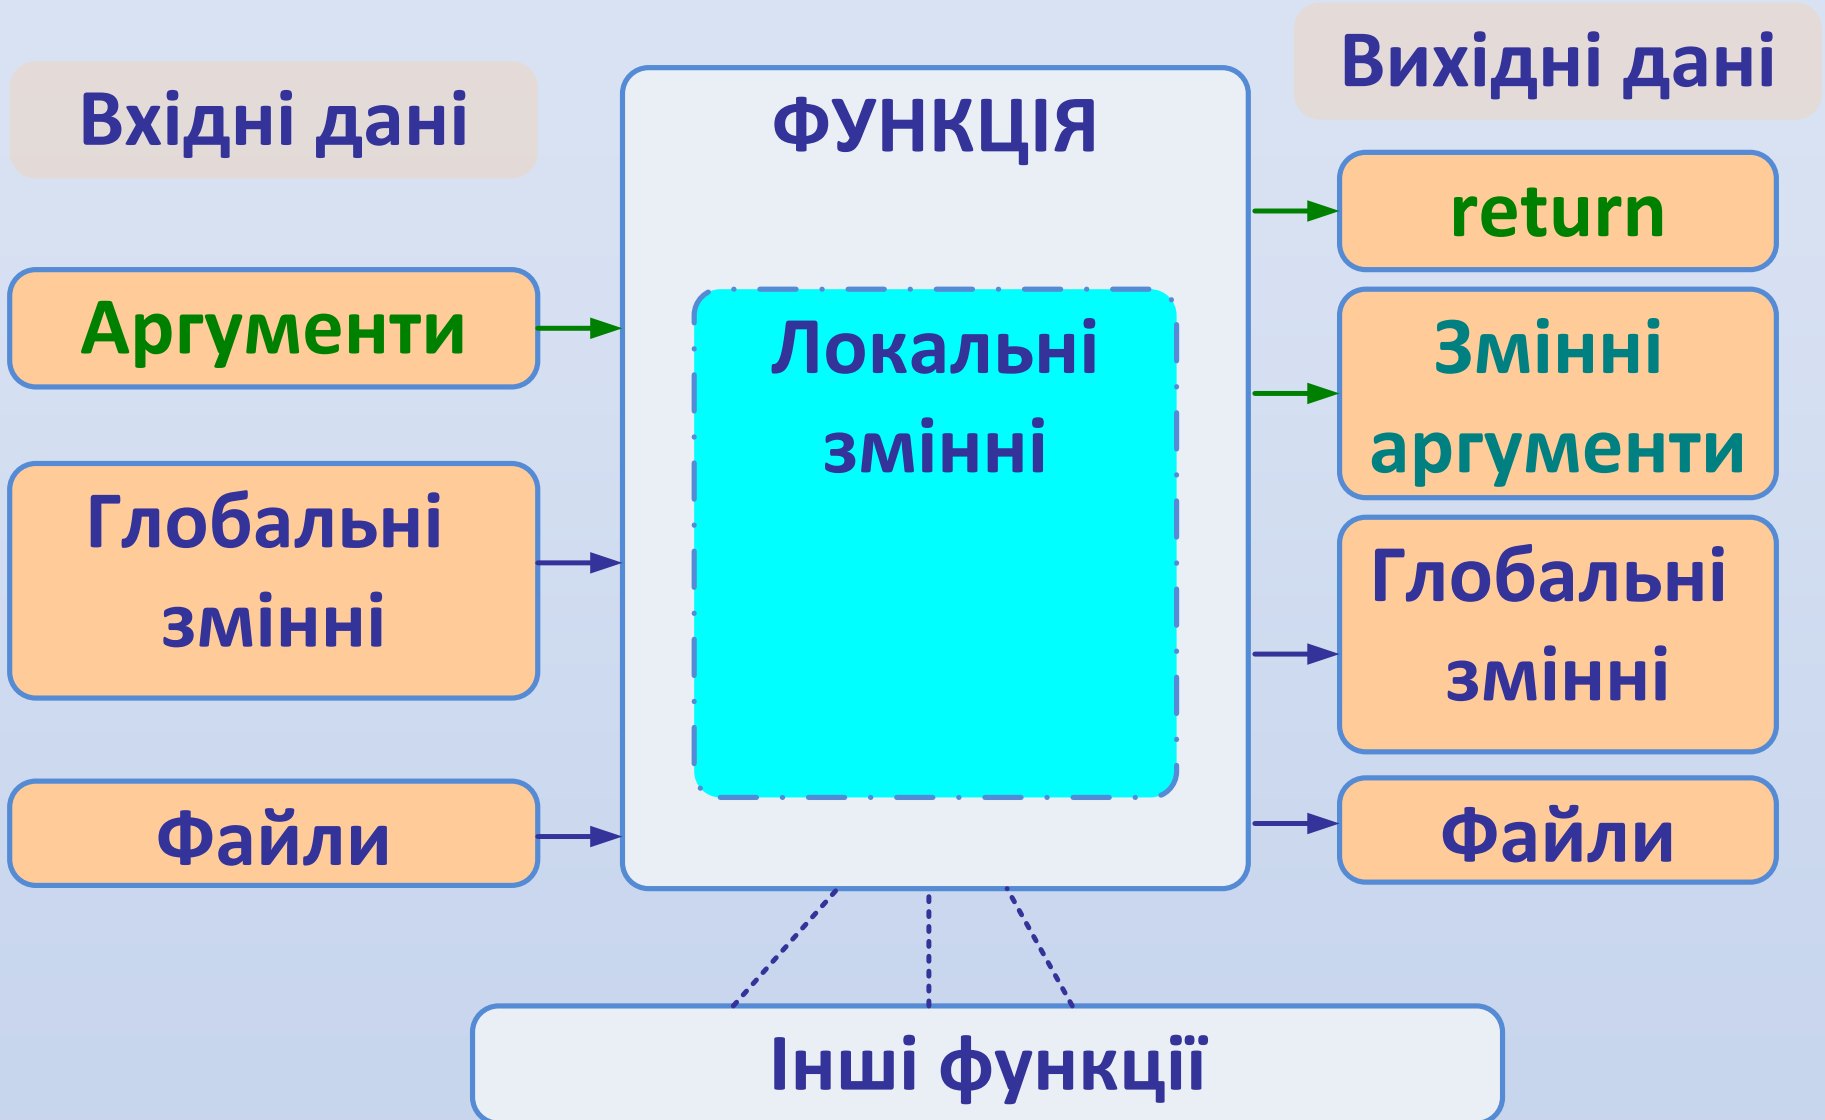 Вхідні дані
Аргументи
Глобальні
змінні
Файли
ФУНКЦІЯ
Локальні
змінні
Вихідні дані
return
Змінні
аргументи
Глобальні
змінні
Файли
Інші функції